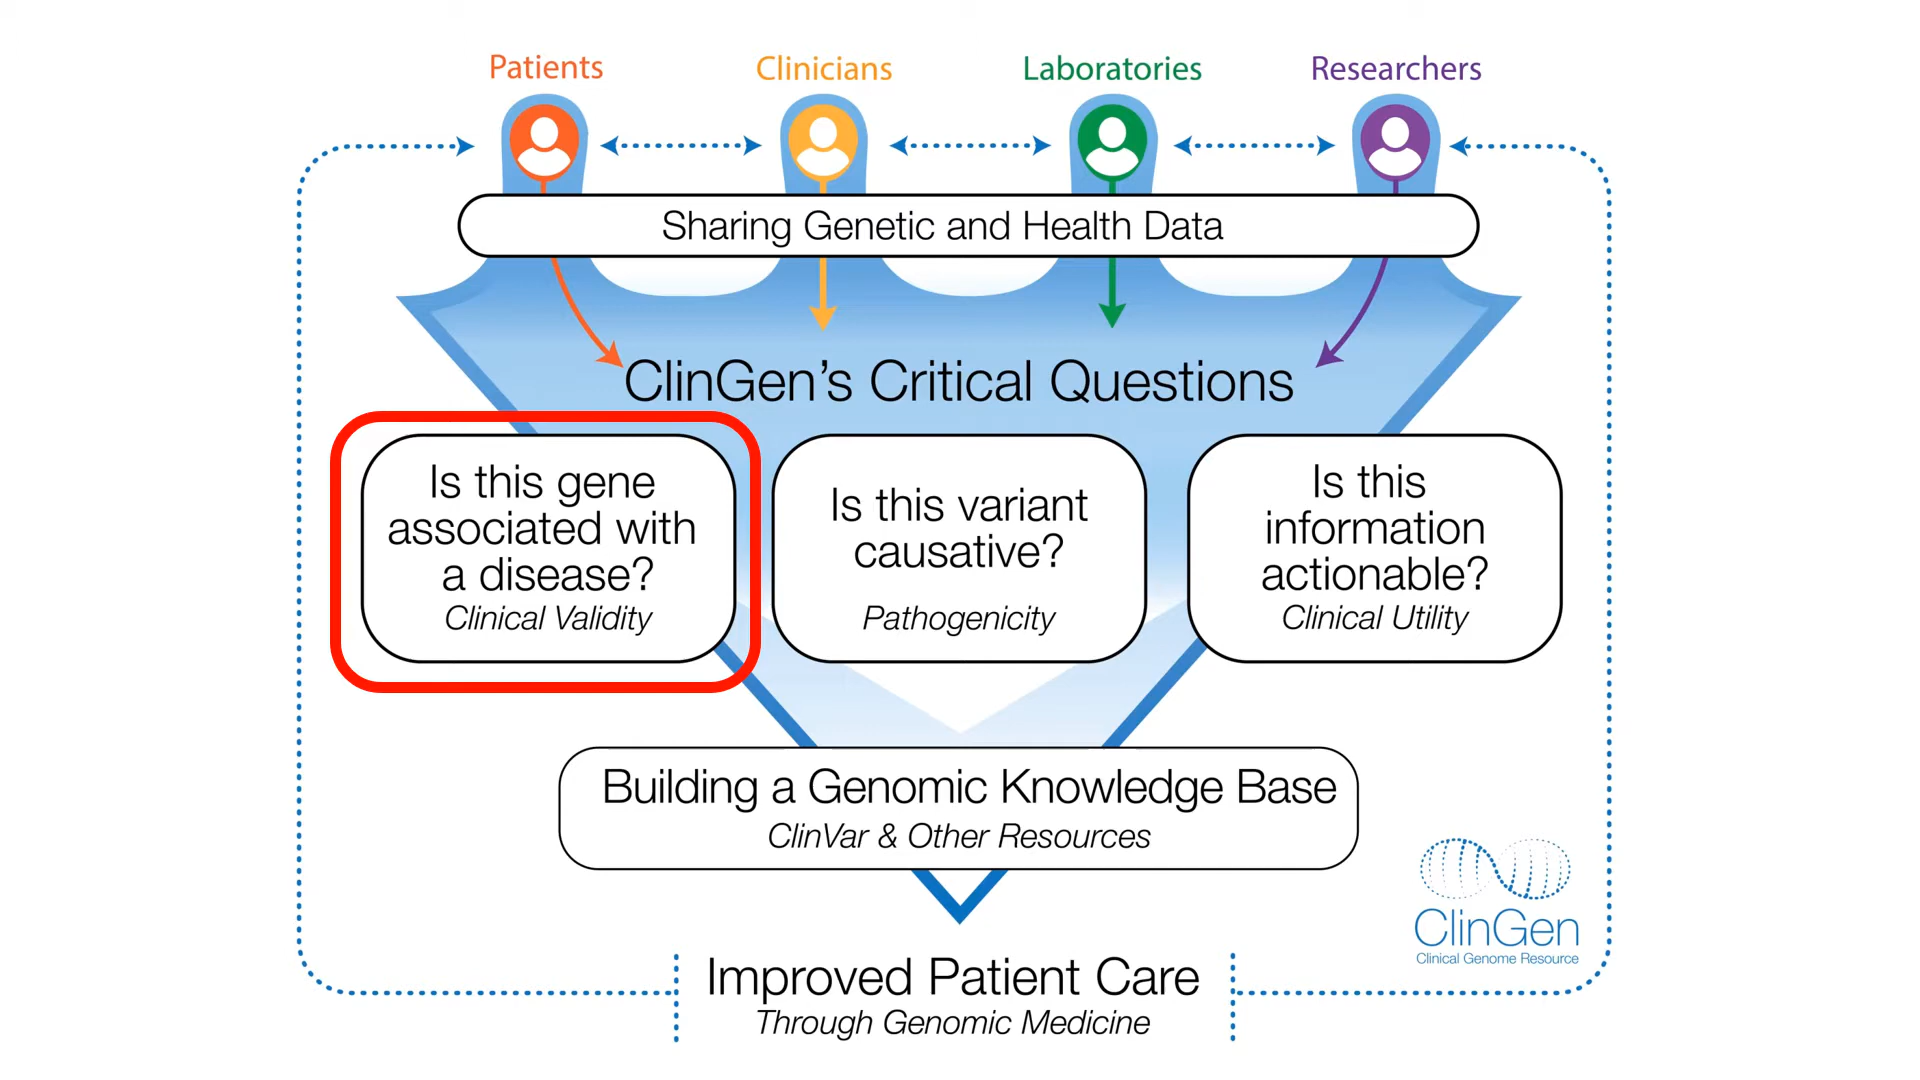 Patients
Clinicians
Laboratories
Researchers
Sharing Genetic and Health Data
ClinGen’s Critical Questions
Is this gene
associated with
a disease?
Clinical Validity
Is this variant
causative?
Pathogenicity
Is this
information
actionable?
Clinical Utility
Building a Genomic Knowledge Base
ClinVar & Other Resources
ClinGen
Clinical Genome Resource
Improved Patient Care
Through Genomic Medicine